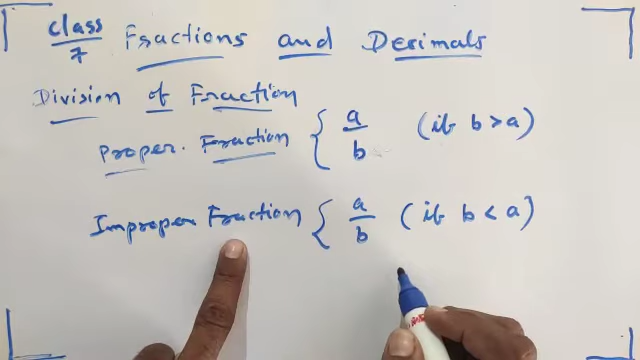 Class 7 Fractions and Decimals
Division of Fraction
Proper. Fraction { a/b (if b > a)
Improper Fraction { a/b (if b < a)